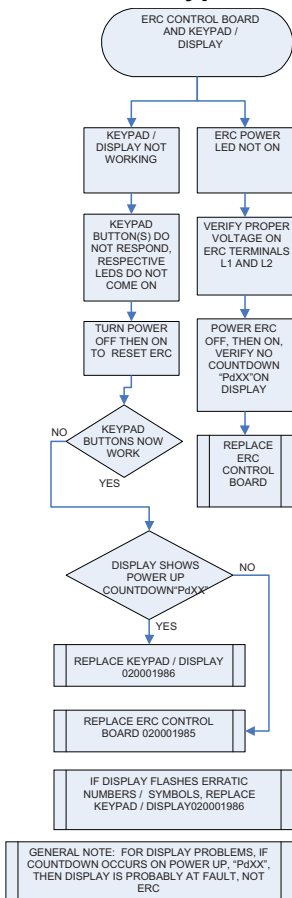 ERC CONTROL BOARD
AND KEYPAD /
DISPLAY
KEYPAD /
DISPLAY NOT
WORKING
ERC POWER
LED NOT ON
KEYPAD
BUTTON(S) DO
NOT RESPOND,
RESPECTIVE
LEDS DO NOT
COME ON
VERIFY PROPER
VOLTAGE ON
ERC TERMINALS
L1 AND L2
TURN POWER
OFF THEN ON
TO RESET ERC
POWER ERC
OFF, THEN ON,
VERIFY NO
COUNTDOWN
“PdXX”ON
DISPLAY
NO
KEYPAD
BUTTONS NOW
WORK
YES
REPLACE
ERC
CONTROL
BOARD
DISPLAY SHOWS
POWER UP
COUNTDOWN“PdXX”
NO
YES
REPLACE KEYPAD / DISPLAY
020001986
REPLACE ERC CONTROL
BOARD 020001985
IF DISPLAY FLASHES ERRATIC
NUMBERS / SYMBOLS, REPLACE
KEYPAD / DISPLAY020001986
GENERAL NOTE: FOR DISPLAY PROBLEMS, IF
COUNTDOWN OCCURS ON POWER UP, “PdXX”,
THEN DISPLAY IS PROBABLY AT FAULT, NOT
ERC